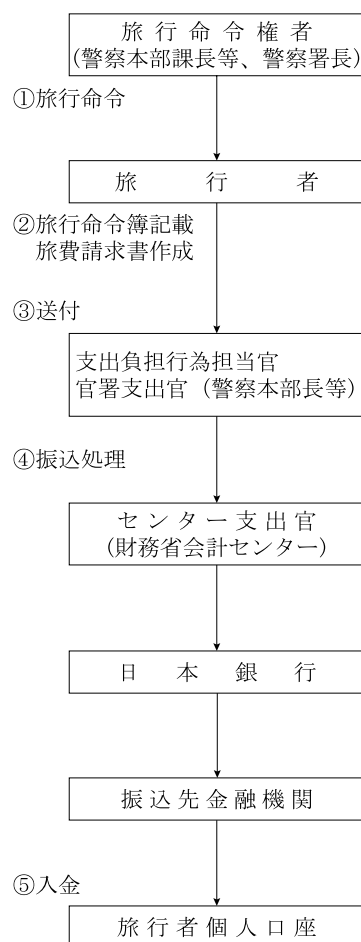 旅行命令権者
(警察本部課長等、警察署長)
①旅行命令
旅行者
②旅行命令簿記載
旅費請求書作成
③送付
支出負担行為担当官
官署支出官（警察本部長等）
④振込処理
センター支出官
(財務省会計センター)
日本銀行
振込先金融機関
⑤入金
旅行者個人口座